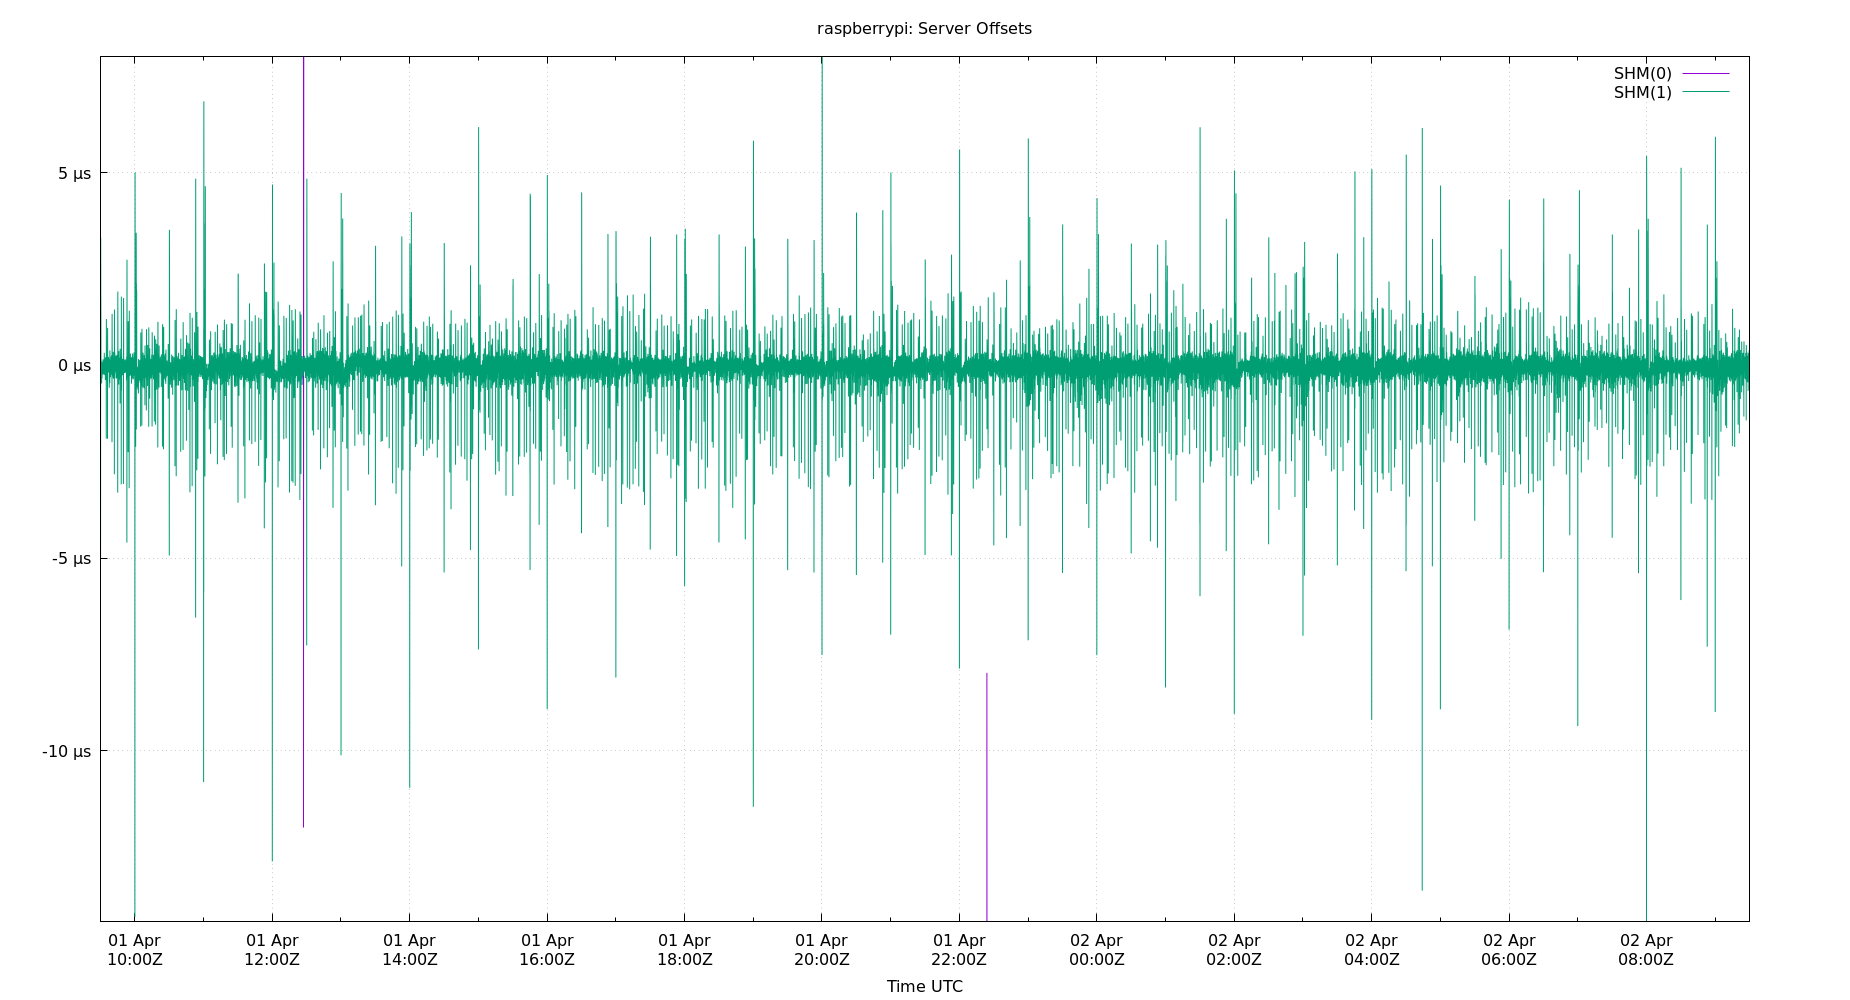 raspberrypi: Server Offsets
SHM(0)
SHM(1)
5 µs
0 µs
-5 µs
-10 µs
01 Apr 01 Apr 01 Apr 01 Apr 01 Apr 01 Apr 01 Apr 02 Apr 02 Apr 02 Apr 02 Apr 02 Apr
10:00Z 12:00Z 14:00Z 16:00Z 18:00Z 20:00Z 22:00Z 00:00Z 02:00Z 04:00Z 06:00Z 08:00Z
Time UTC